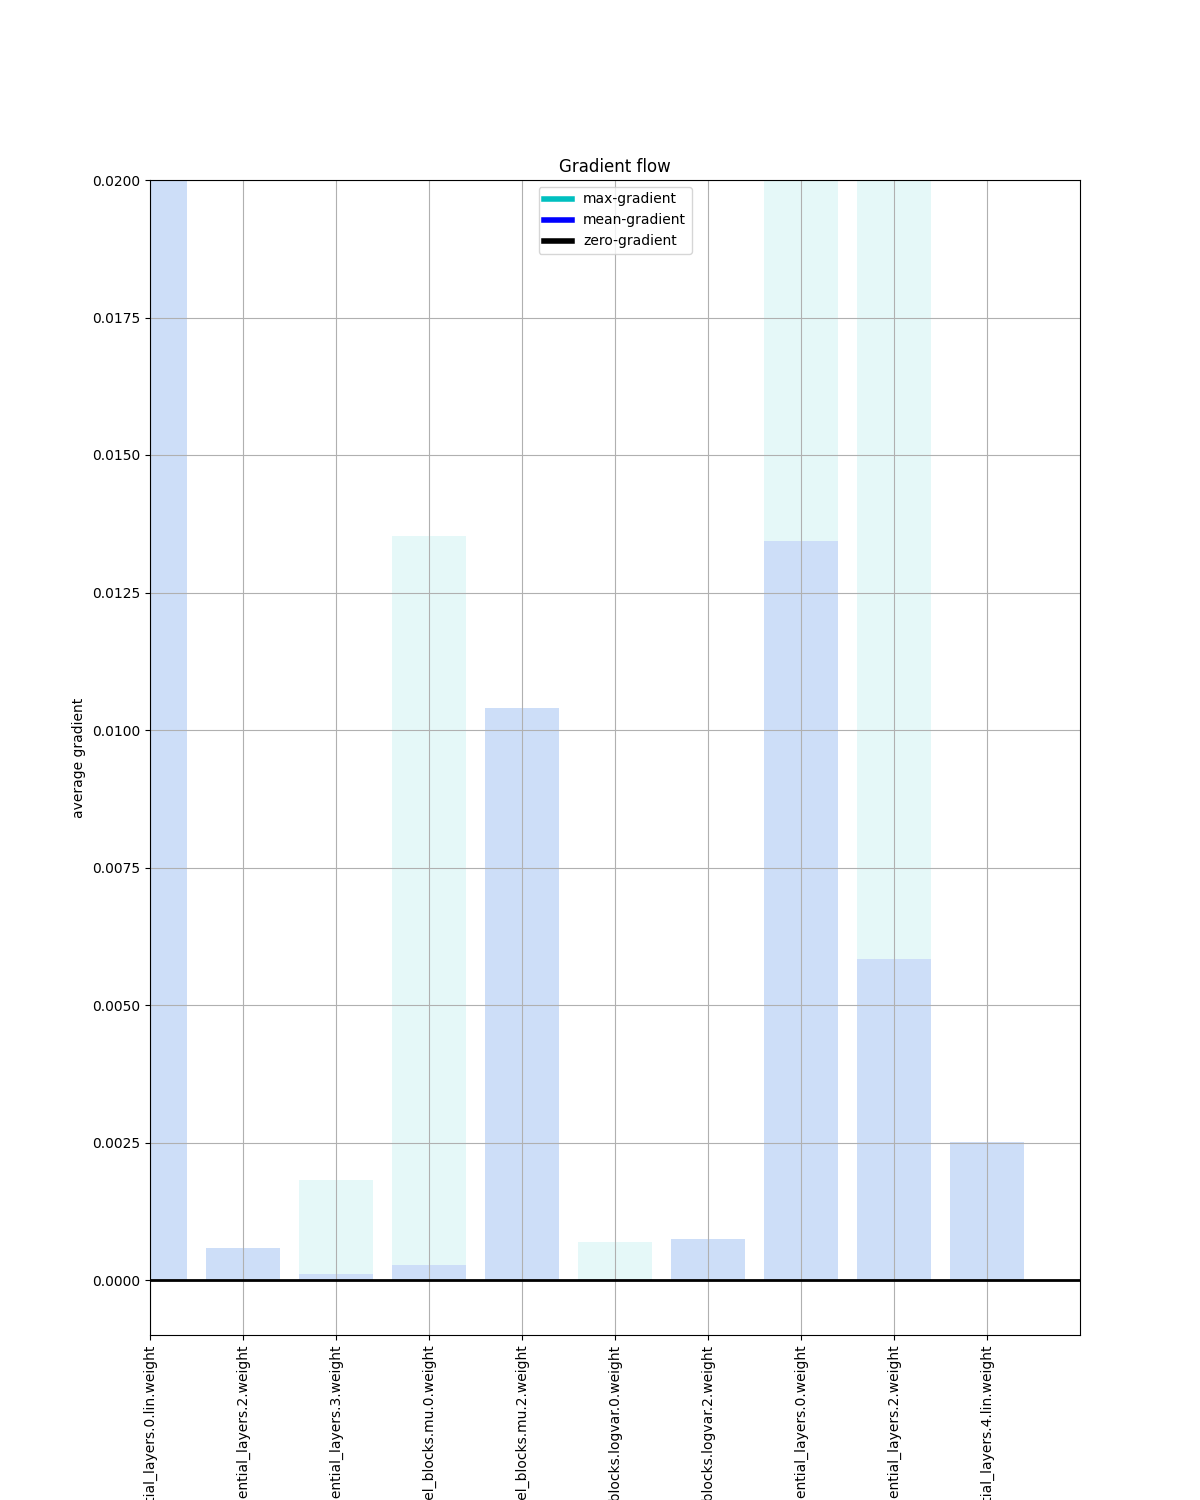 Gradient flow
max-gradient
mean-gradient
zero-gradient
0.0200
0.0175
0.0150
0.0125
0.0100
0.0075
0.0050
0.0025
0.0000
average gradient
tial_layers.0.lin.weight
ential_layers.2.weight
ential_layers.3.weight
el_blocks.mu.0.weight
el_blocks.mu.2.weight
blocks.logvar.0.weight
blocks.logvar.2.weight
ential_layers.0.weight
ential_layers.2.weight
tial_layers.4.lin.weight